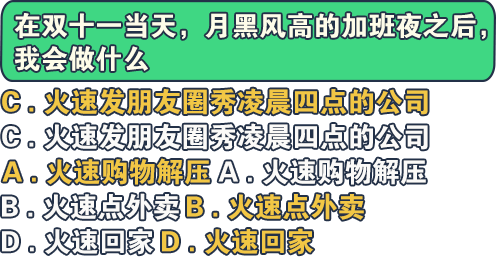 在双十一当天，月黑风高的加班夜之后，
我会做什么
C．火速发朋友圈秀凌晨四点的公司
C．火速发朋友圈秀凌晨四点的公司
A．火速购物解压 A．火速购物解压
B．火速点外卖 B．火速点外卖
D．火速回家 D．火速回家